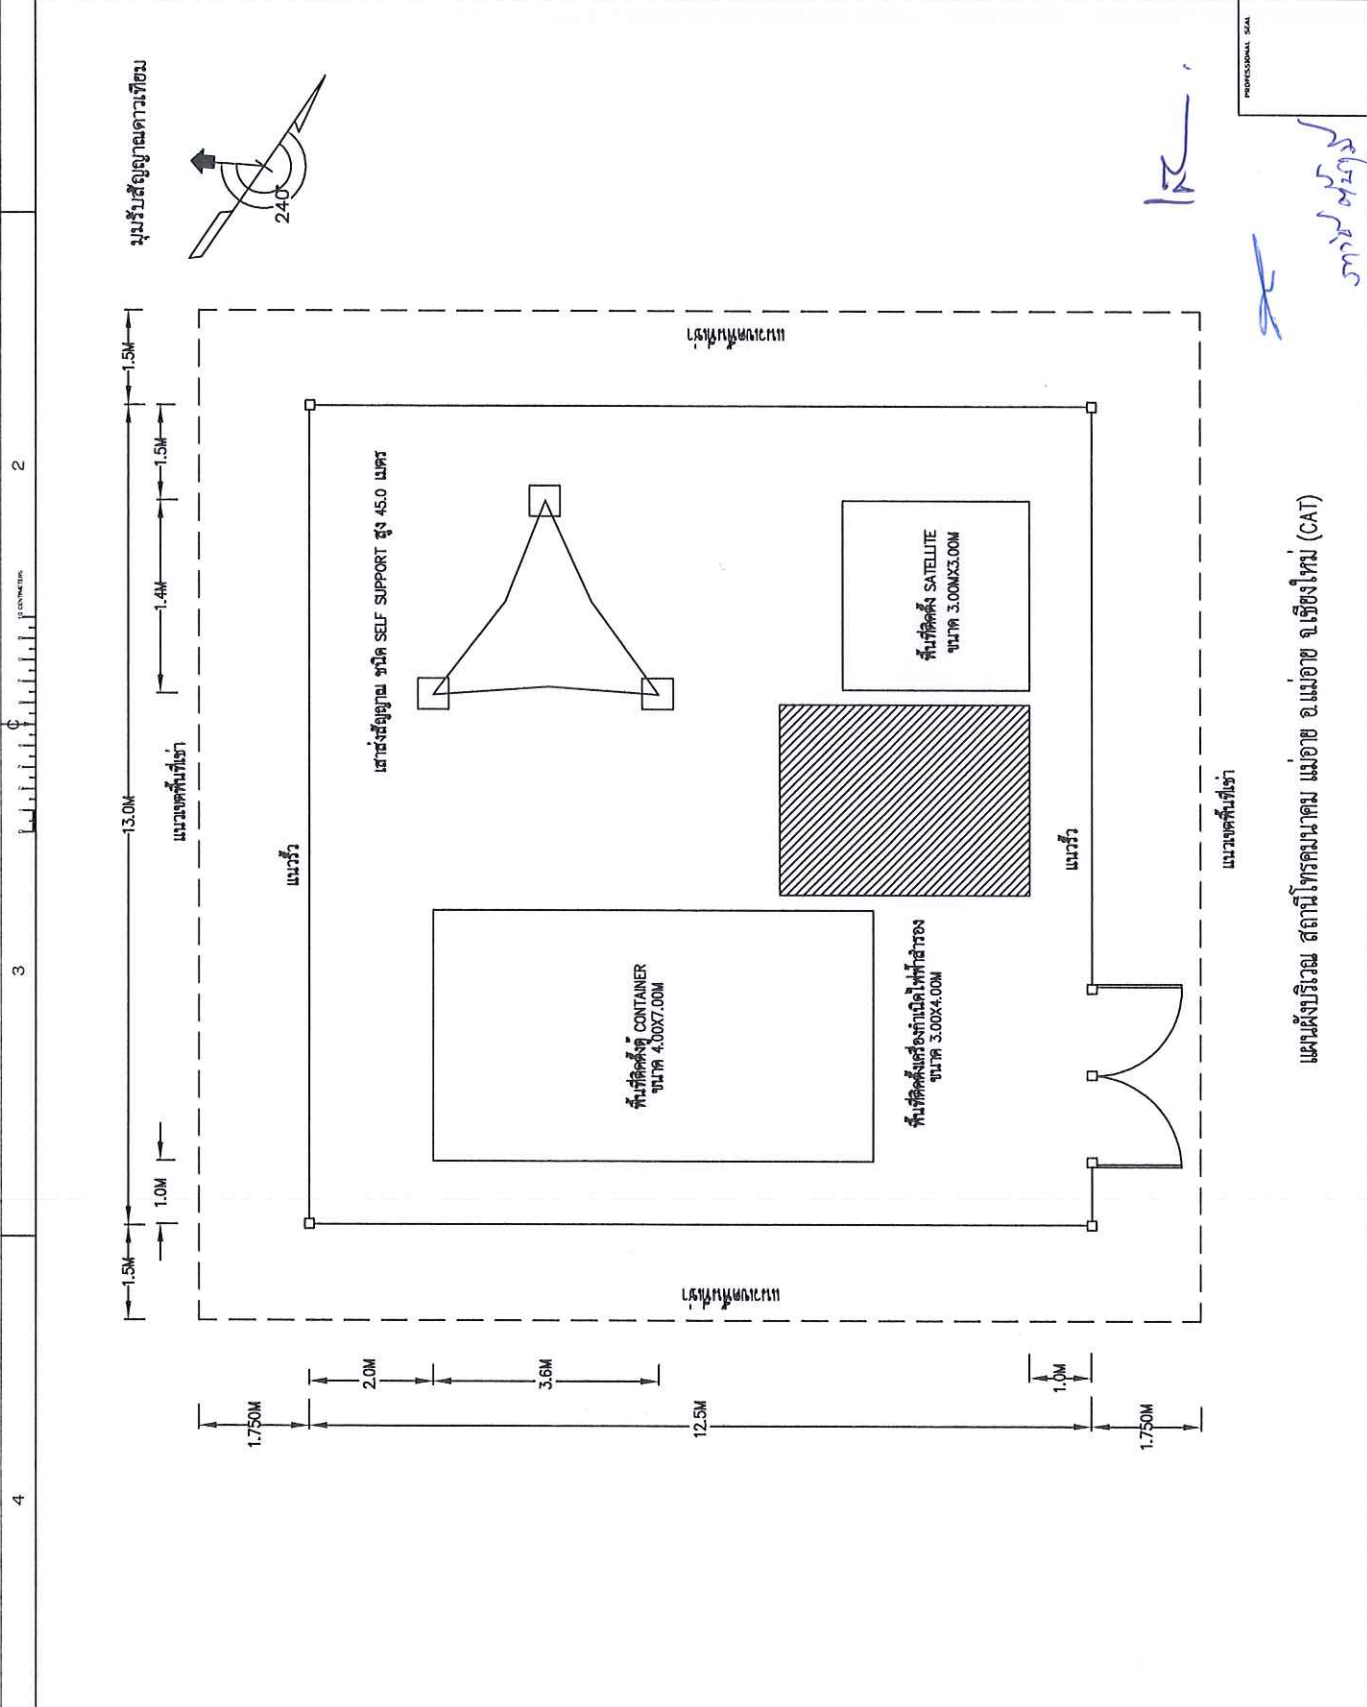 มุมรับสัญญาณดาวเทียม
240°
2
3
4
10 CENTIMETERS
PROFESSIONAL SEAL
1.5M
13.0M
1.5M
1.5M
1.4M
1.0M
แนวเขตพื้นที่เช่า
แนวรั้ว
เสาส่งสัญญาณ ชนิด SELF SUPPORT สูง 45.0 เมตร
แนวเขตพื้นที่เช่า
พื้นที่ติดตั้ง SATELLITE
ขนาด 3.00MX3.00M
พื้นที่ติดตั้งตู้ CONTAINER
ขนาด 4.00X7.00M
พื้นที่ติดตั้งเครื่องกำเนิดไฟฟ้าสำรอง
ขนาด 3.00X4.00M
แนวรั้ว
แนวเขตพื้นที่เช่า
แนวเขตพื้นที่เช่า
1.750M
2.0M
3.6M
12.5M
1.0M
1.750M
แผนผังบริเวณ สถานีโทรคมนาคม แม่อาย อ.แม่อาย จ.เชียงใหม่ (CAT)